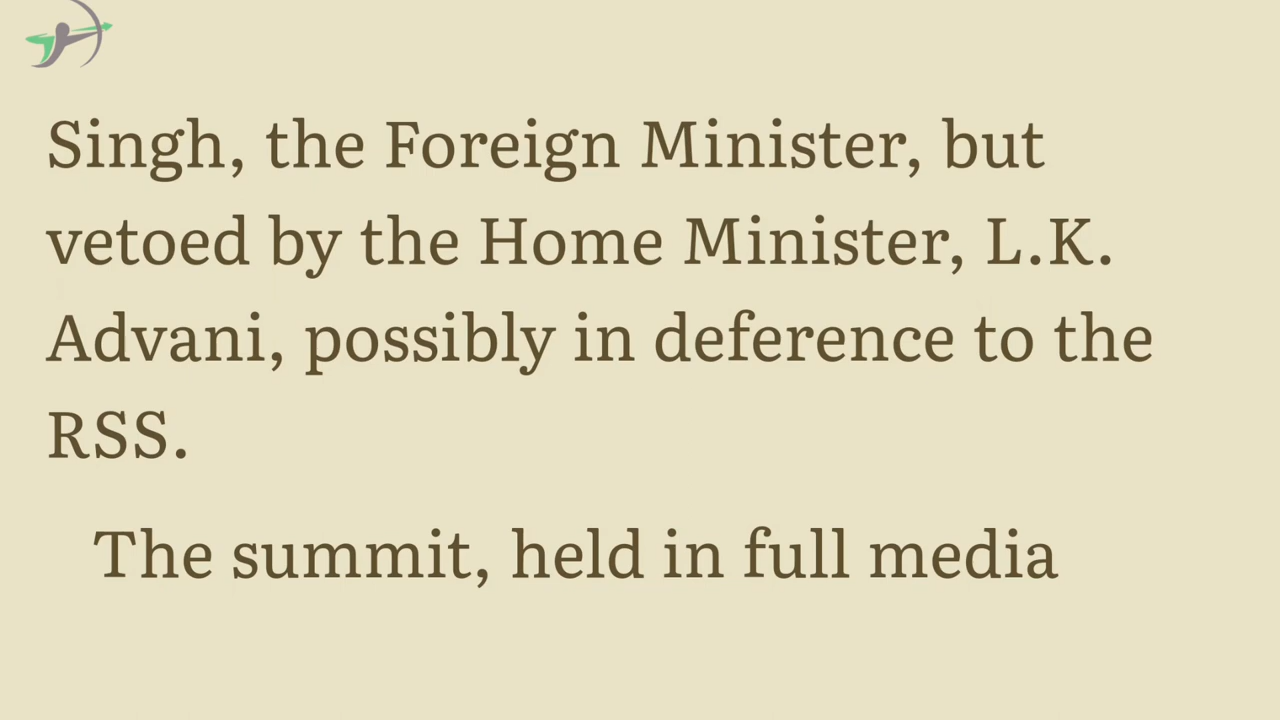 Singh, the Foreign Minister, but
vetoed by the Home Minister, L.K.
Advani, possibly in deference to the
RSS.
The summit, held in full media